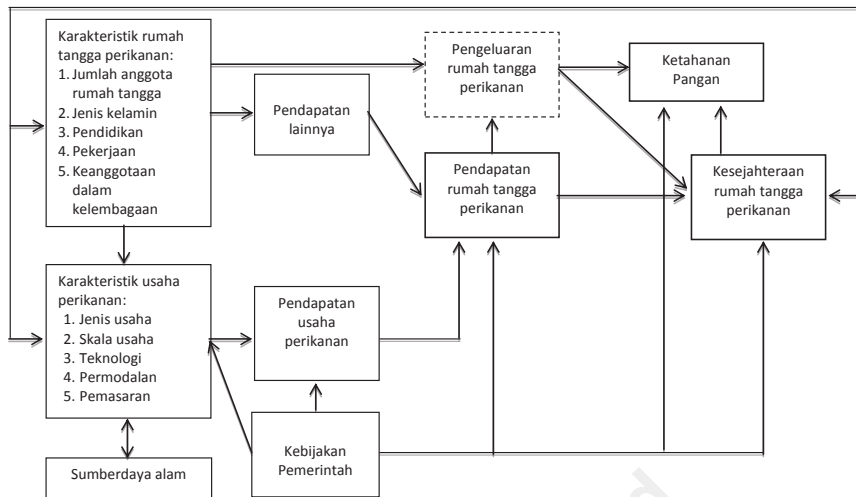 Karakteristik rumah
tangga perikanan:
1. Jumlah anggota
rumah tangga
2. Jenis kelamin
3. Pendidikan
4. Pekerjaan
5. Keanggotaan
dalam
kelembagaan
Pendapatan
lainnya
Pengeluaran
rumah tangga
perikanan
Ketahanan
Pangan
Pendapatan
rumah tangga
perikanan
Kesejahteraan
rumah tangga
perikanan
Karakteristik usaha
perikanan:
1. Jenis usaha
2. Skala usaha
3. Teknologi
4. Permodalan
5. Pemasaran
Pendapatan
usaha
perikanan
Kebijakan
Pemerintah
Sumberdaya alam